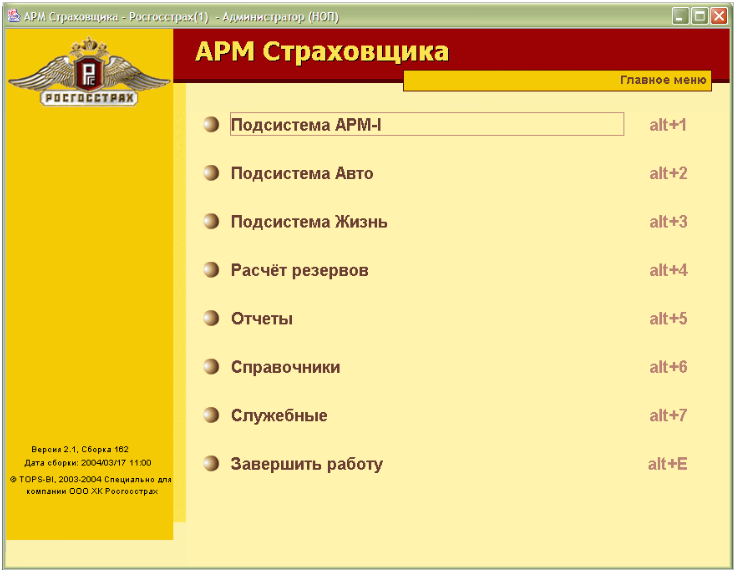 АРМ Страховщика - Росгосстрах(1) - Администратор (НОП)
АРМ Страховщика
Главное меню
РГС
РОСГОССТРАХ
Подсистема АРМ-I alt+1
Подсистема Авто alt+2
Подсистема Жизнь alt+3
Расчёт резервов alt+4
Отчеты alt+5
Справочники alt+6
Служебные alt+7
Завершить работу alt+E
Версия 2.1, Сборка 162
Дата сборки: 2004/03/17 11:00
© TOPS-BI, 2003-2004 Специально для
компании ООО ХК Росгосстрах